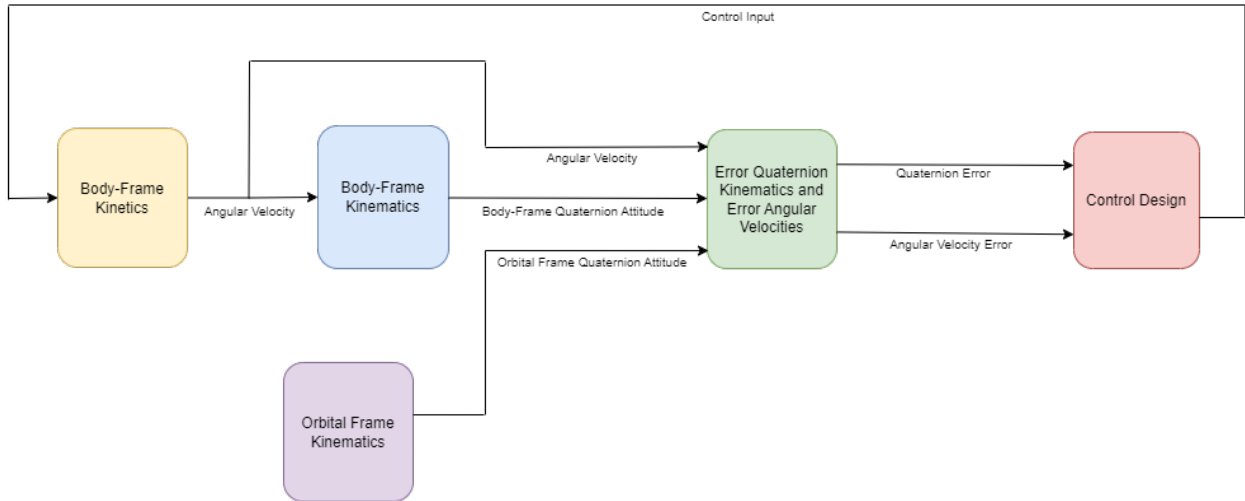 Control Input
Body-Frame
Kinetics
Angular Velocity
Body-Frame
Kinematics
Angular Velocity
Body-Frame Quaternion Attitude
Orbital Frame Quaternion Attitude
Error Quaternion
Kinematics and
Error Angular
Velocities
Quaternion Error
Angular Velocity Error
Control Design
Orbital Frame
Kinematics